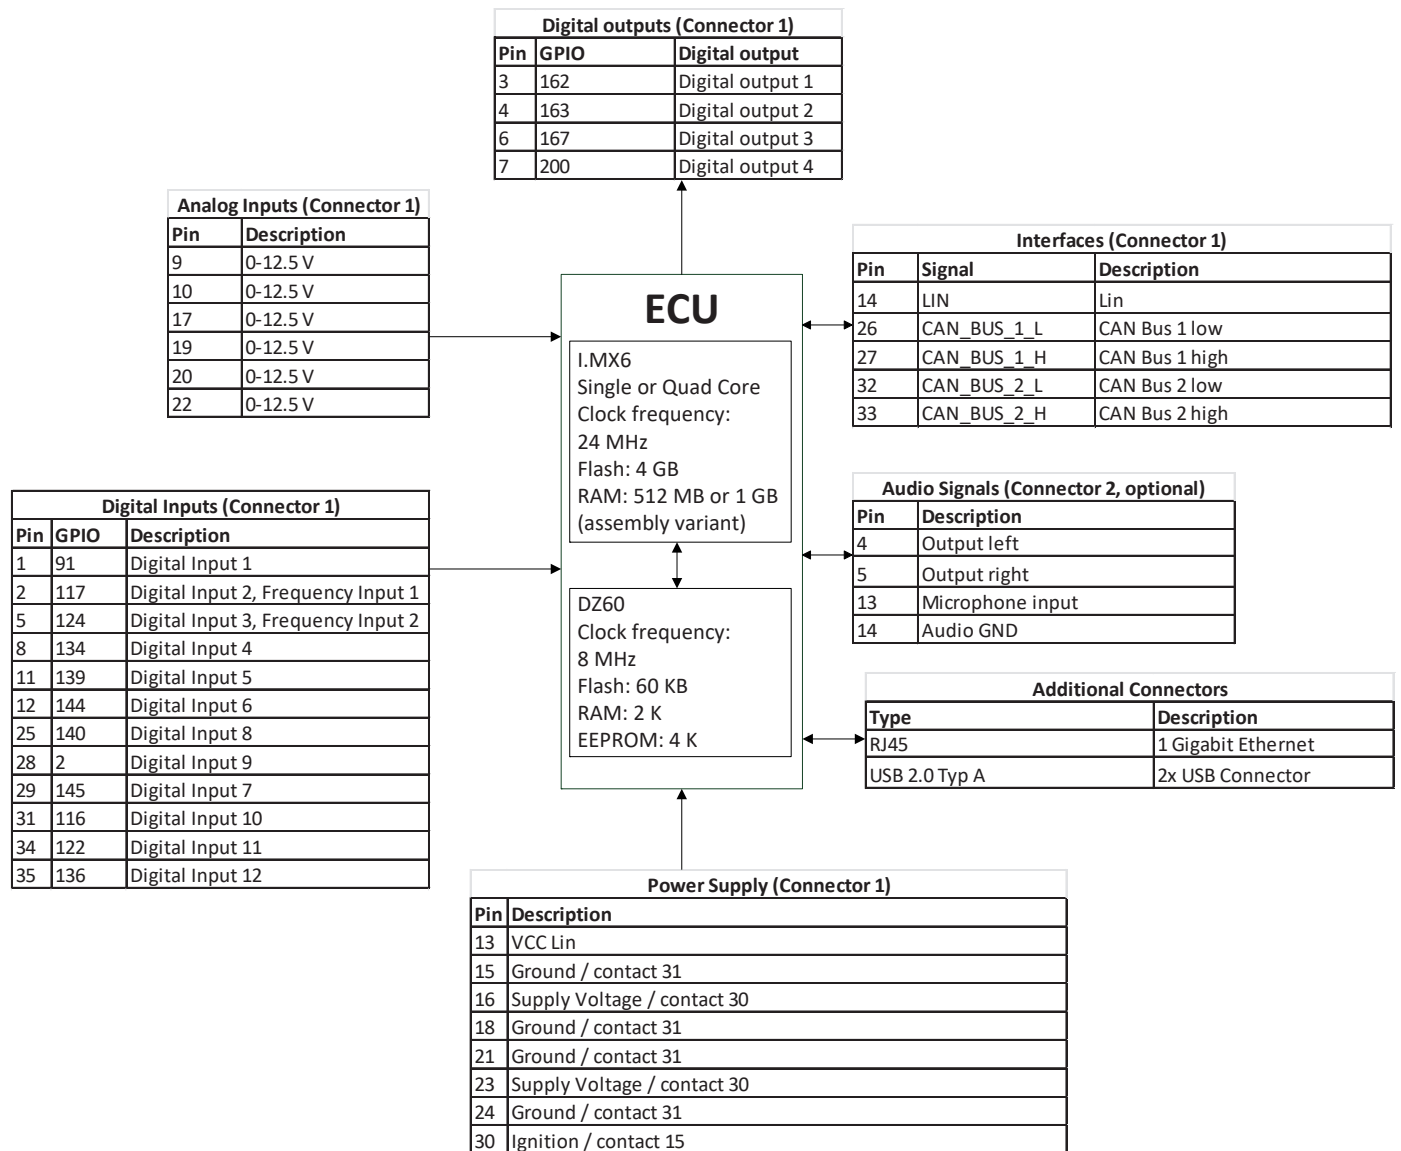 Digital outputs (Connector 1)
Pin GPIO Digital output
3 162 Digital output 1
4 163 Digital output 2
6 167 Digital output 3
7 200 Digital output 4
Analog Inputs (Connector 1)
Pin Description
9 0-12.5 V
10 0-12.5 V
17 0-12.5 V
19 0-12.5 V
20 0-12.5 V
22 0-12.5 V
Interfaces (Connector 1)
Pin Signal Description
14 LIN Lin
26 CAN_BUS_1_L CAN Bus 1 low
27 CAN_BUS_1_H CAN Bus 1 high
32 CAN_BUS_2_L CAN Bus 2 low
33 CAN_BUS_2_H CAN Bus 2 high
ECU
I.MX6
Single or Quad Core
Clock frequency:
24 MHz
Flash: 4 GB
RAM: 512 MB or 1 GB
(assembly variant)
DZ60
Clock frequency:
8 MHz
Flash: 60 KB
RAM: 2 K
EEPROM: 4 K
Digital Inputs (Connector 1)
Pin GPIO Description
1 91 Digital Input 1
2 117 Digital Input 2, Frequency Input 1
5 124 Digital Input 3, Frequency Input 2
8 134 Digital Input 4
11 139 Digital Input 5
12 144 Digital Input 6
25 140 Digital Input 8
28 2 Digital Input 9
29 145 Digital Input 7
31 116 Digital Input 10
34 122 Digital Input 11
35 136 Digital Input 12
Audio Signals (Connector 2, optional)
Pin Description
4 Output left
5 Output right
13 Microphone input
14 Audio GND
Additional Connectors
Type Description
RJ45 1 Gigabit Ethernet
USB 2.0 Typ A 2x USB Connector
Power Supply (Connector 1)
Pin Description
13 VCC Lin
15 Ground / contact 31
16 Supply Voltage / contact 30
18 Ground / contact 31
21 Ground / contact 31
23 Supply Voltage / contact 30
24 Ground / contact 31
30 Ignition / contact 15